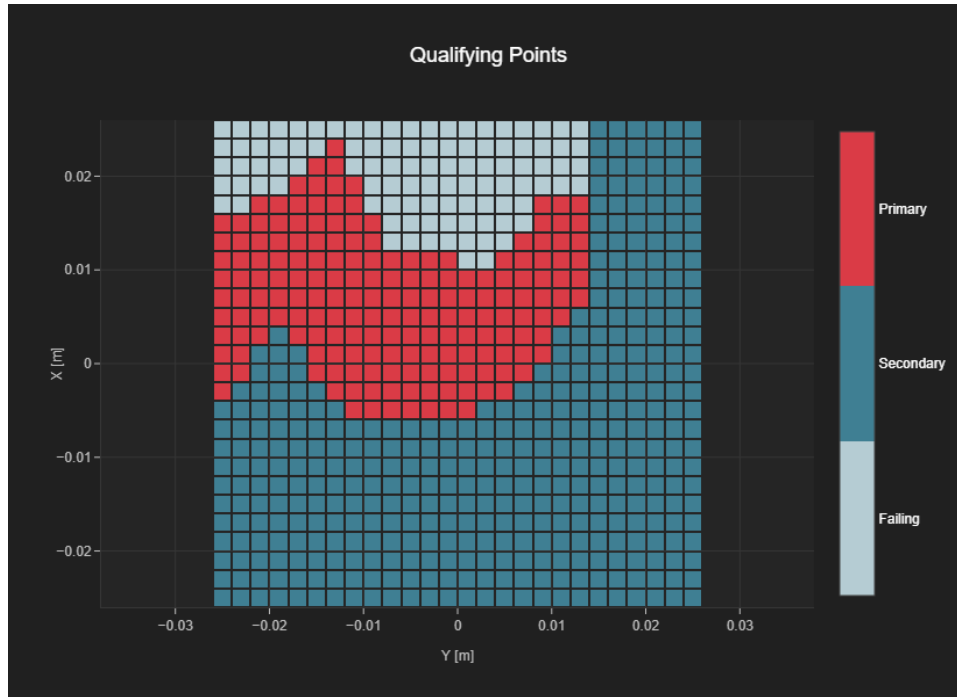 Qualifying Points
0.02
0.01
0
−0.01
−0.02
X [m]
−0.03
−0.02
−0.01
0
0.01
0.02
0.03
Y [m]
Primary
Secondary
Failing